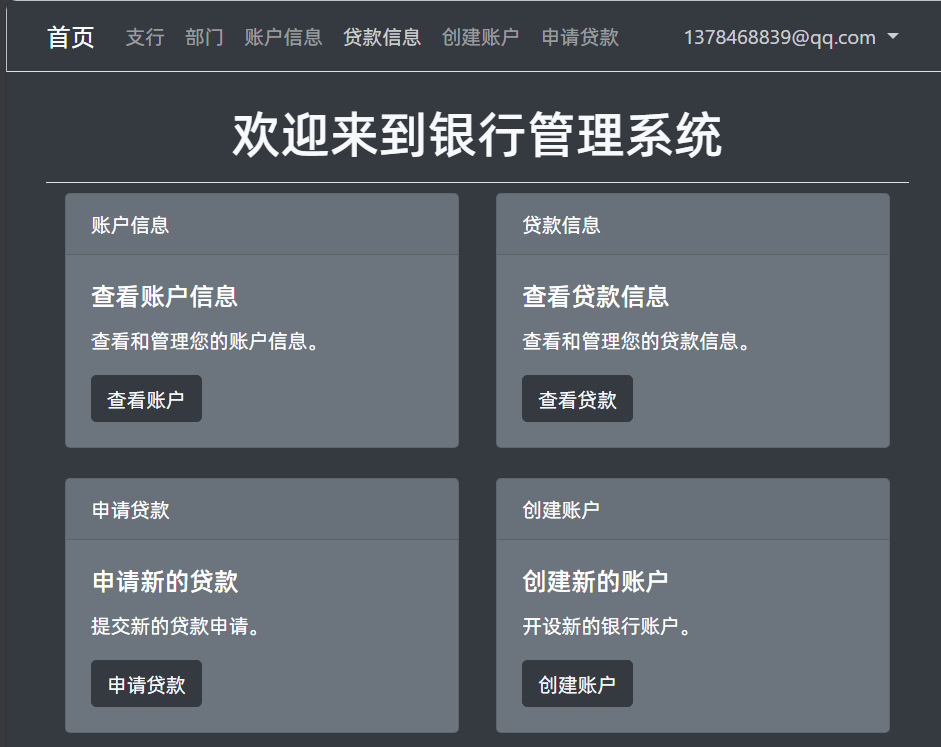 首页 支行 部门 账户信息 贷款信息 创建账户 申请贷款 1378468839@qq.com
欢迎来到银行管理系统
账户信息
查看账户信息
查看和管理您的账户信息。
查看账户
贷款信息
查看贷款信息
查看和管理您的贷款信息。
查看贷款
申请贷款
申请新的贷款
提交新的贷款申请。
申请贷款
创建账户
创建新的账户
开设新的银行账户。
创建账户